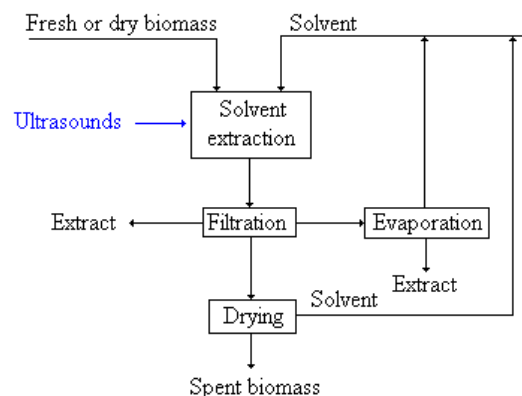 Fresh or dry biomass
Solvent
Ultrasounds
Solvent
extraction
Extract
Filtration
Evaporation
Extract
Solvent
Drying
Spent biomass